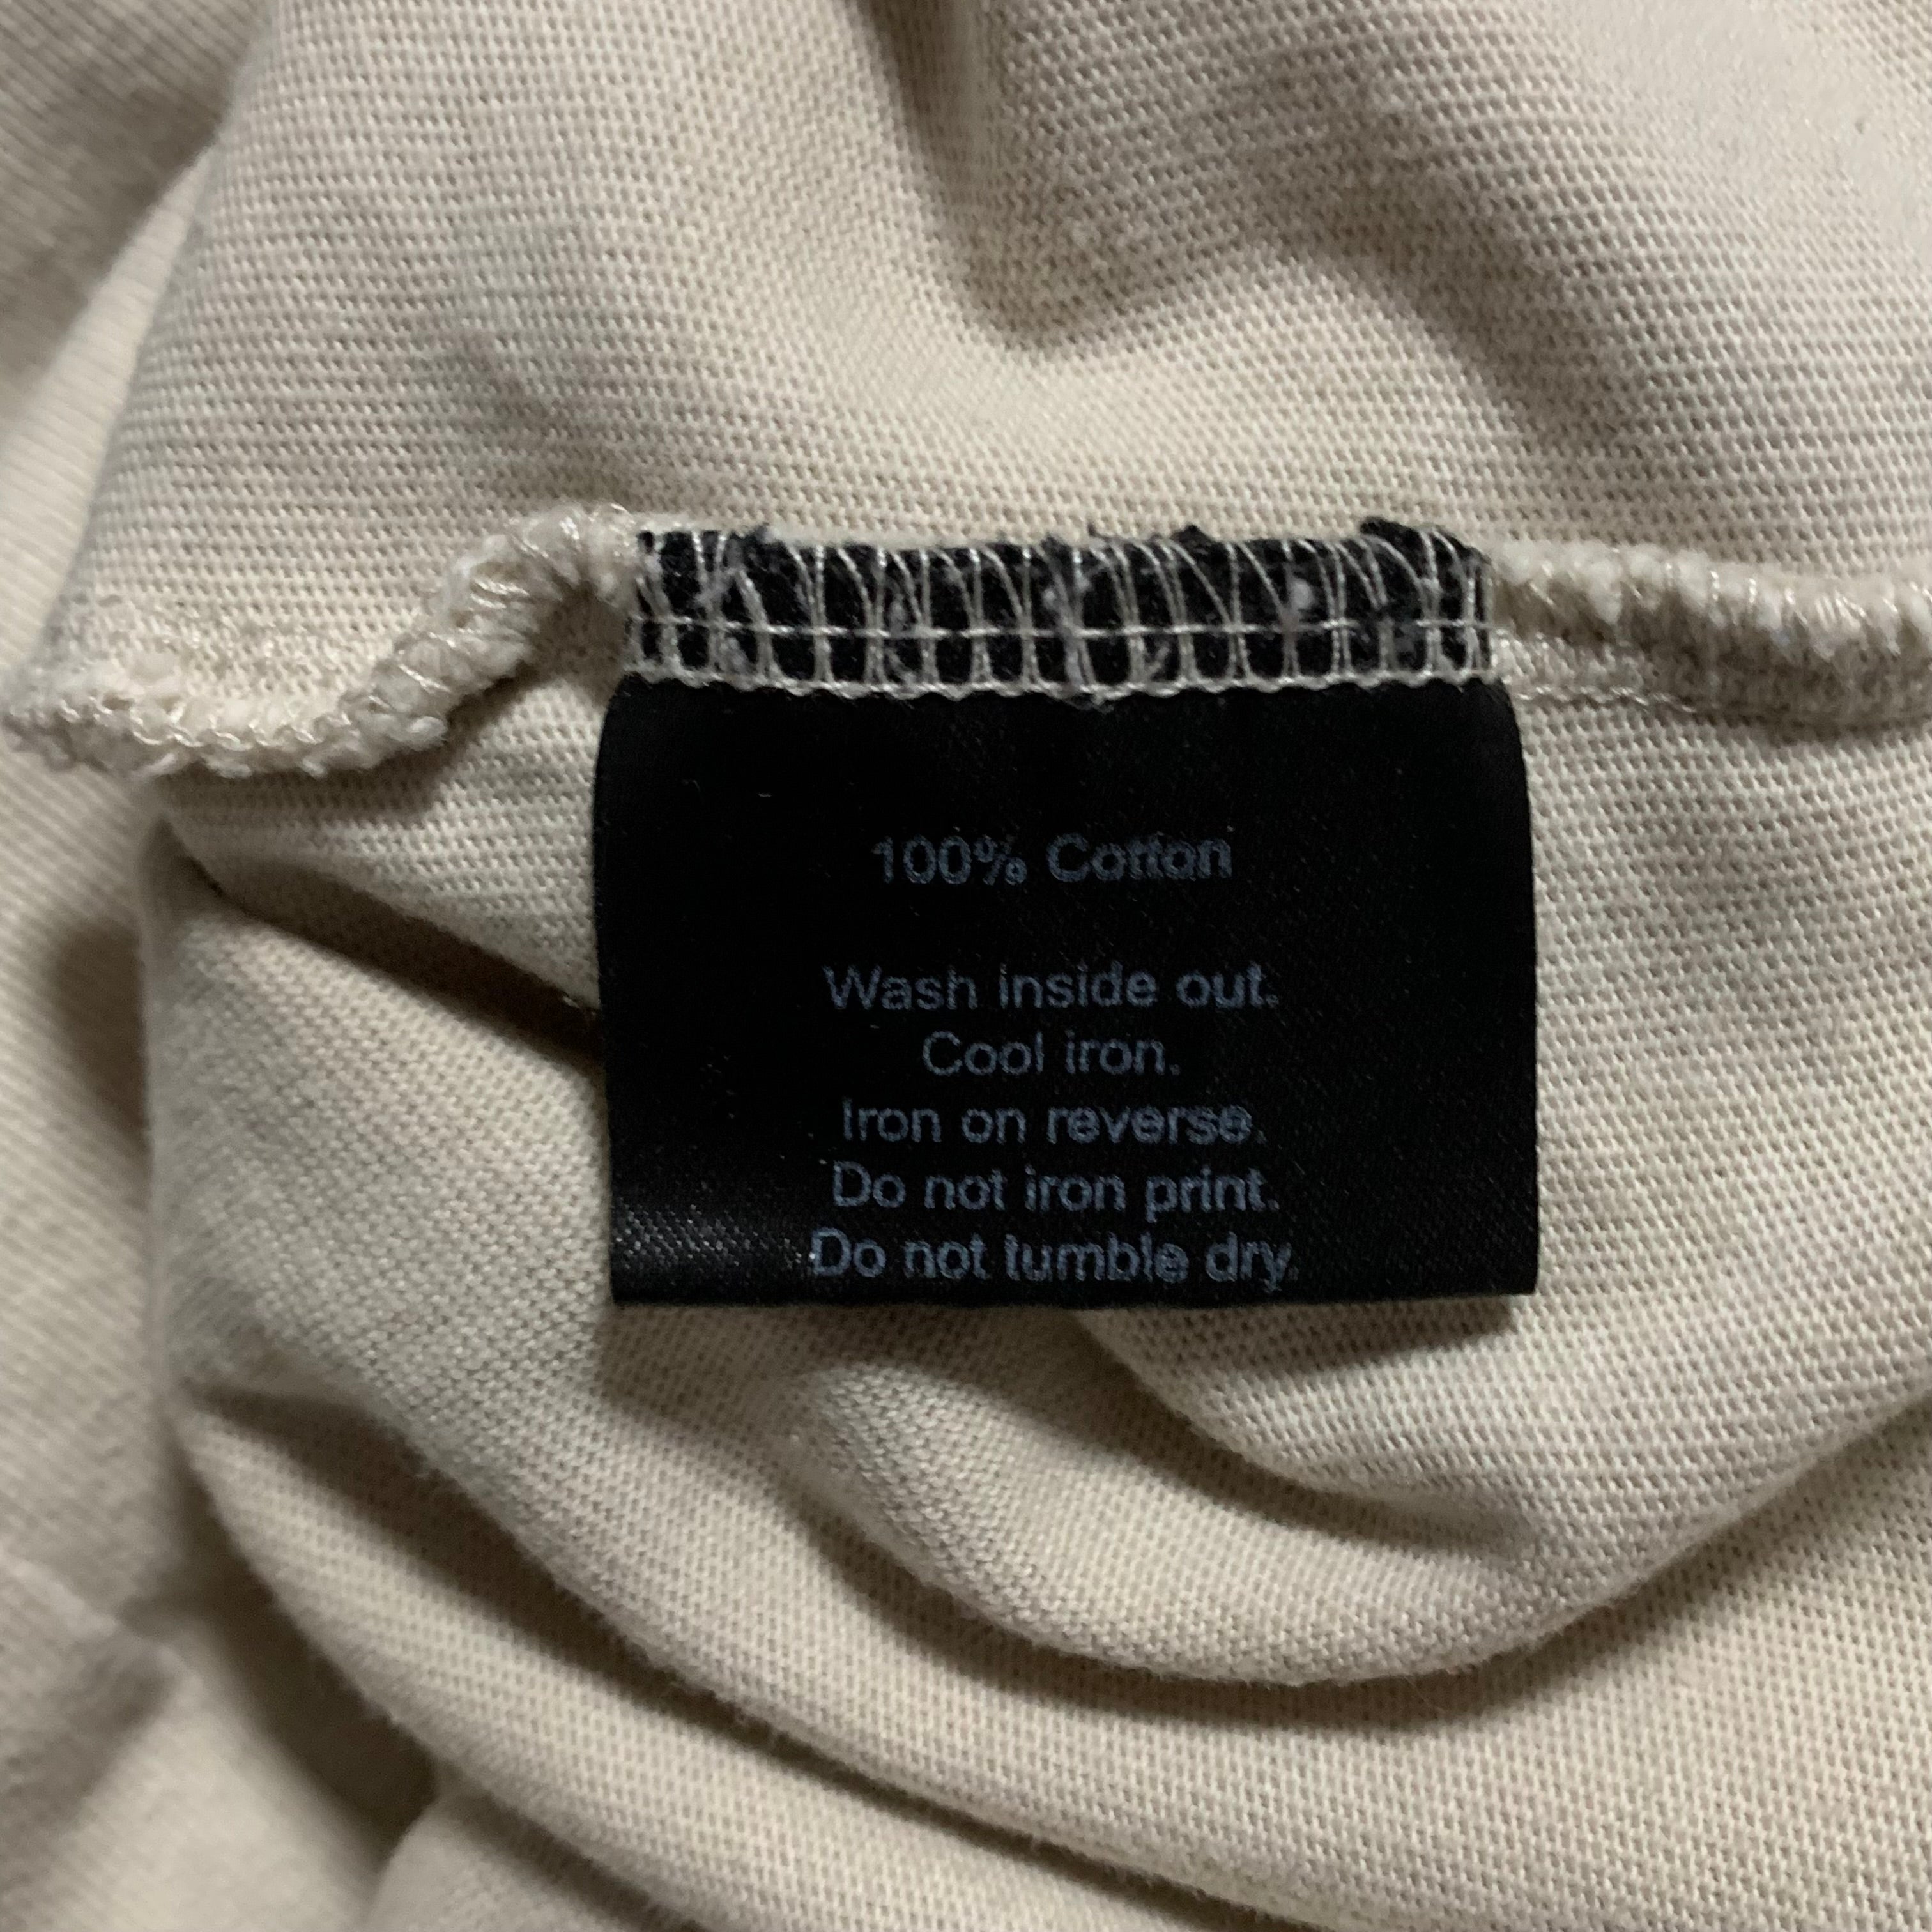 100% Cotton
Wash inside out.
Cool iron.
Iron on reverse.
Do not iron print.
Do not tumble dry.